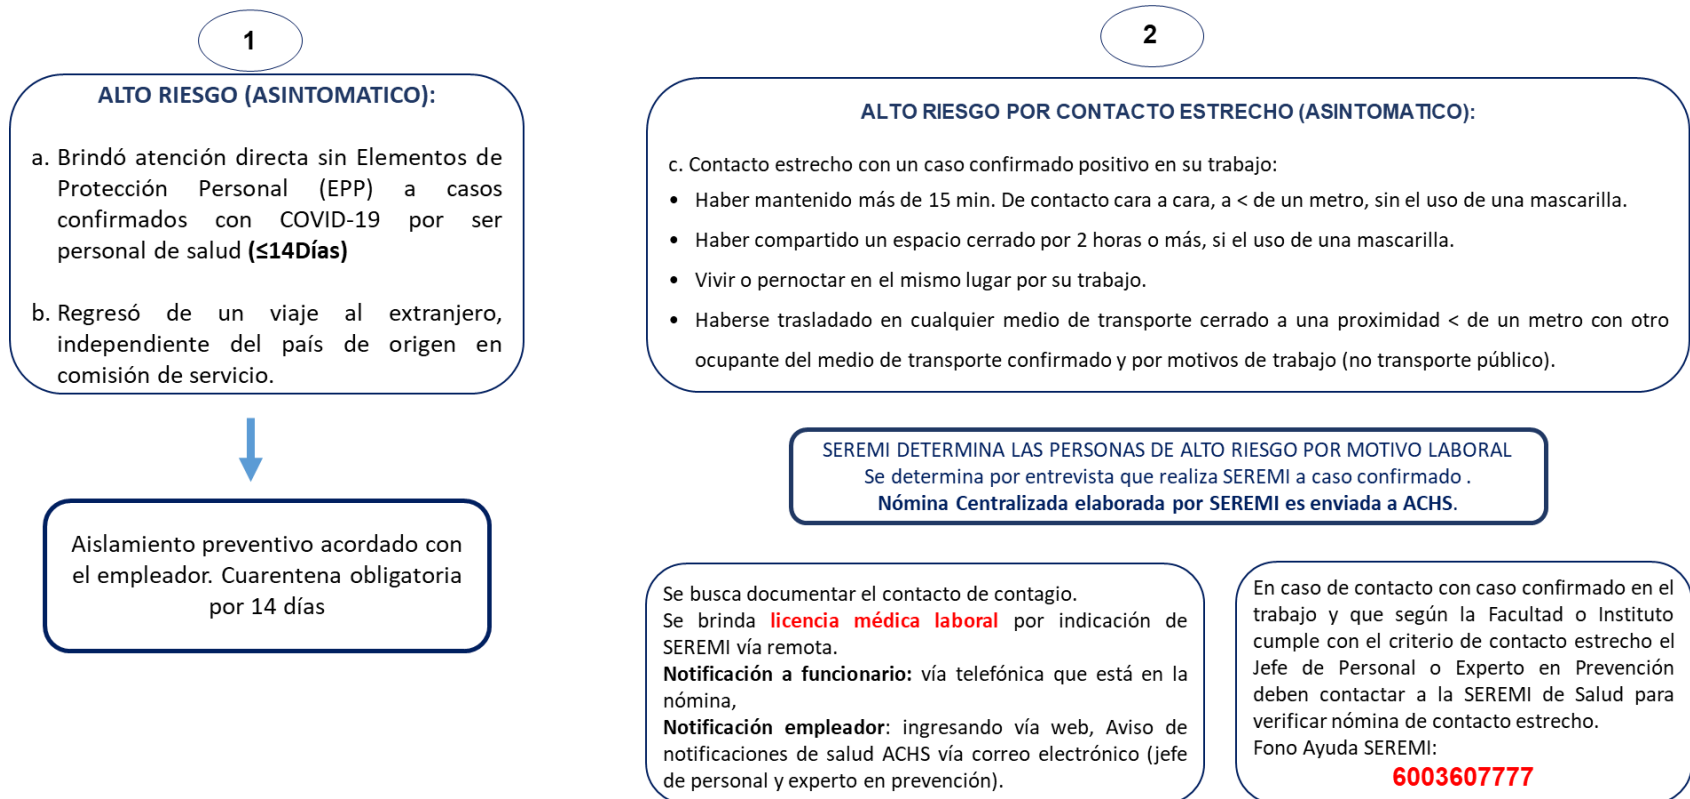 1
ALTO RIESGO (ASINTOMATICO):
a. Brindó atención directa sin Elementos de
Protección Personal (EPP) a casos
confirmados con COVID-19 por ser
personal de salud (≤14Días)
b. Regresó de un viaje al extranjero,
independiente del país de origen en
comisión de servicio.
Aislamiento preventivo acordado con
el empleador. Cuarentena obligatoria
por 14 días
2
ALTO RIESGO POR CONTACTO ESTRECHO (ASINTOMATICO):
c. Contacto estrecho con un caso confirmado positivo en su trabajo:
• Haber mantenido más de 15 min. De contacto cara a cara, a < de un metro, sin el uso de una mascarilla.
• Haber compartido un espacio cerrado por 2 horas o más, si el uso de una mascarilla.
• Vivir o pernoctar en el mismo lugar por su trabajo.
• Haberse trasladado en cualquier medio de transporte cerrado a una proximidad < de un metro con otro
ocupante del medio de transporte confirmado y por motivos de trabajo (no transporte público).
SEREMI DETERMINA LAS PERSONAS DE ALTO RIESGO POR MOTIVO LABORAL
Se determina por entrevista que realiza SEREMI a caso confirmado .
Nómina Centralizada elaborada por SEREMI es enviada a ACHS.
Se busca documentar el contacto de contagio.
Se brinda licencia médica laboral por indicación de
SEREMI vía remota.
Notificación a funcionario: vía telefónica que está en la
nómina,
Notificación empleador: ingresando vía web, Aviso de
notificaciones de salud ACHS vía correo electrónico (jefe
de personal y experto en prevención).
En caso de contacto con caso confirmado en el
trabajo y que según la Facultad o Instituto
cumple con el criterio de contacto estrecho el
Jefe de Personal o Experto en Prevención
deben contactar a la SEREMI de Salud para
verificar nómina de contacto estrecho.
Fono Ayuda SEREMI:
6003607777